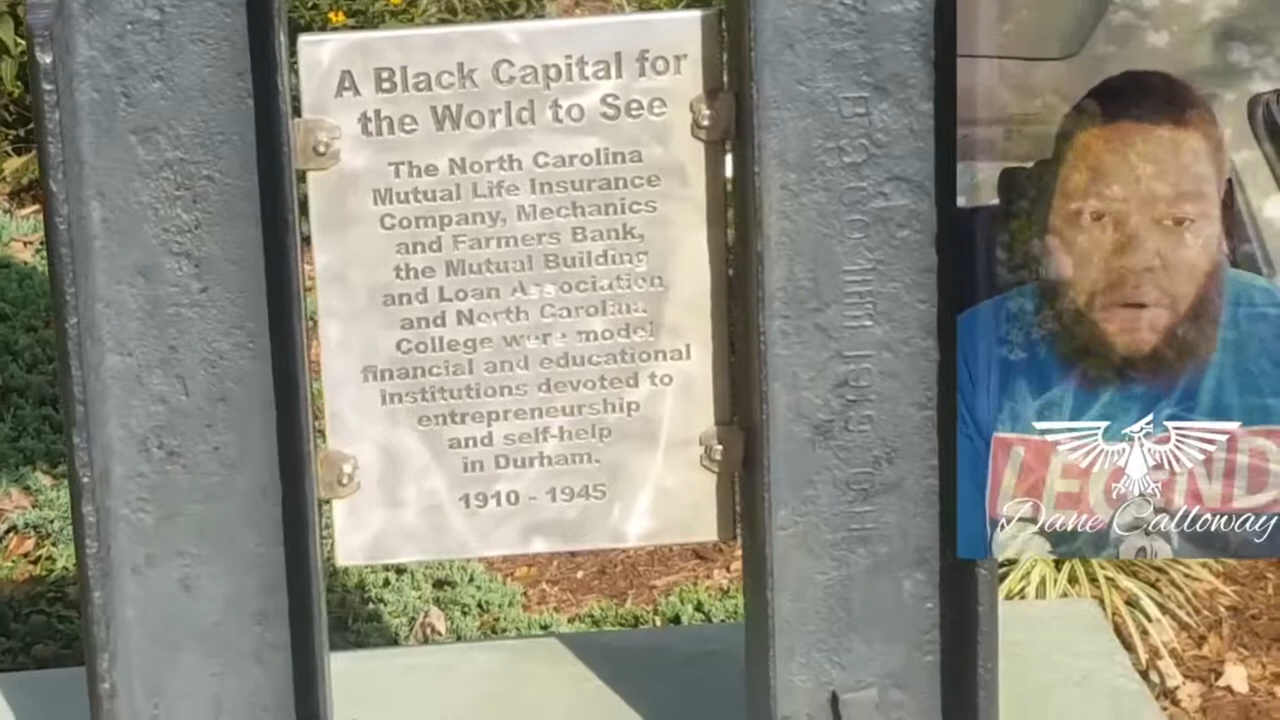 A Black Capital for
the World to See
The North Carolina
Mutual Life Insurance
Company, Mechanics
and Farmers Bank,
the Mutual Building
and Loan Association
and North Carolina
College were model
financial and educational
institutions devoted to
entrepreneurship
and self-help
in Durham.
1910 - 1945
LEGEND
Dane Calloway